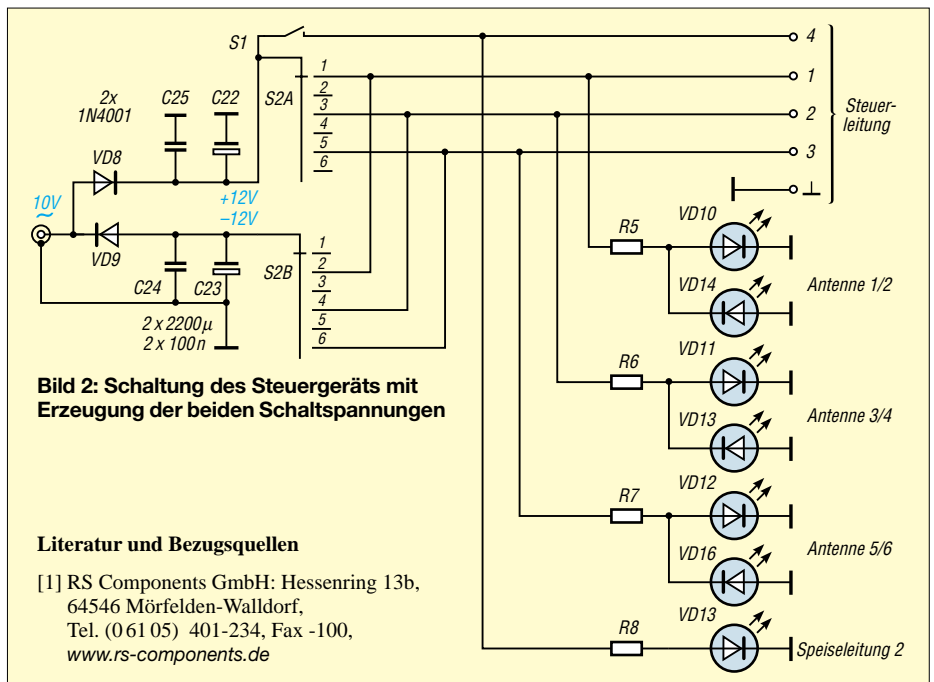 S1
4
1
2
3
⊥
Steuer-
leitung
2x
1N4001
C25
C22
S2A
1
2
3
4
5
6
VD8
10V
~
+12V
–12V
VD9
C24
C23
S2B
1
2
3
4
5
6
2 x 2200µ
2 x 100n
R5
VD10
VD14
Antenne 1/2
R6
VD11
VD13
Antenne 3/4
R7
VD12
VD16
Antenne 5/6
R8
VD13
Speiseleitung 2
Bild 2: Schaltung des Steuergeräts mit
Erzeugung der beiden Schaltspannungen
Literatur und Bezugsquellen
[1] RS Components GmbH: Hessenring 13b,
64546 Mörfelden-Walldorf,
Tel. (0 61 05) 401-234, Fax -100,
www.rs-components.de